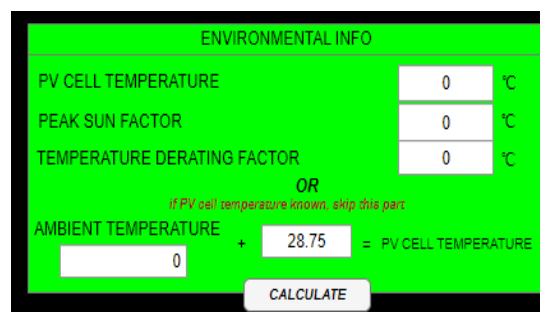 ENVIRONMENTAL INFO
PV CELL TEMPERATURE 0 °C
PEAK SUN FACTOR 0 °C
TEMPERATURE DERATING FACTOR 0 °C
OR
if PV cell temperature known, skip this part
AMBIENT TEMPERATURE
0 + 28.75 = PV CELL TEMPERATURE
CALCULATE